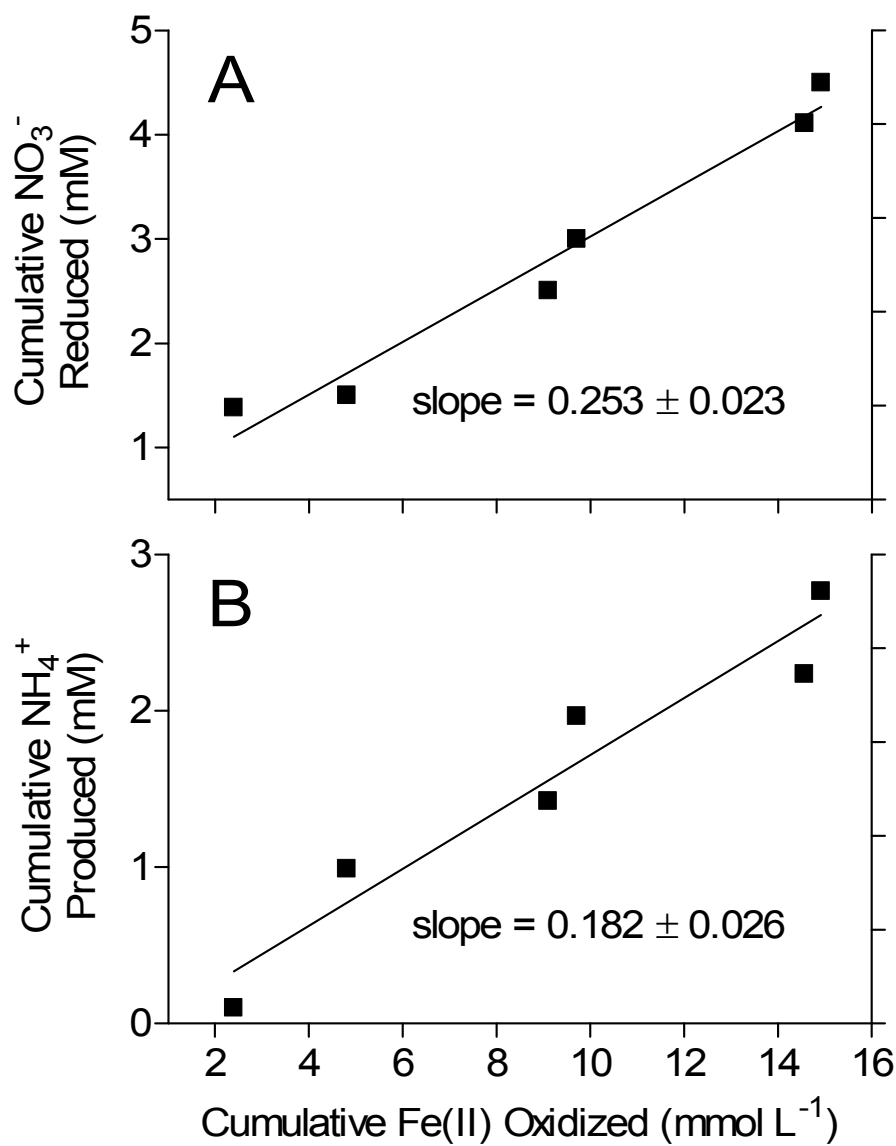 A
Cumulative NO₃⁻
Reduced (mM)
5
4
3
2
1
slope = 0.253 ± 0.023
B
Cumulative NH₄⁺
Produced (mM)
3
2
1
0
slope = 0.182 ± 0.026
2 4 6 8 10 12 14 16
Cumulative Fe(II) Oxidized (mmol L⁻¹)